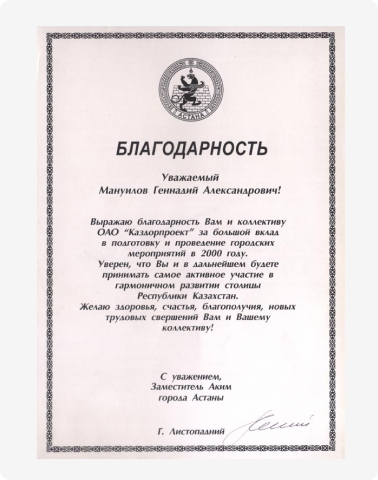 АСТАНА
БЛАГОДАРНОСТЬ
Уважаемый
Мануилов Геннадий Александрович!
Выражаю благодарность Вам и коллективу
ОАО "Каздорпроект" за большой вклад
в подготовку и проведение городских
мероприятий в 2000 году.
Уверен, что Вы и в дальнейшем будете
принимать самое активное участие в
гармоничном развитии столицы
Республики Казахстан.
Желаю здоровья, счастья, благополучия, новых
трудовых свершений Вам и Вашему
коллективу!
С уважением,
Заместитель Аким
города Астаны
Г. Листопадний